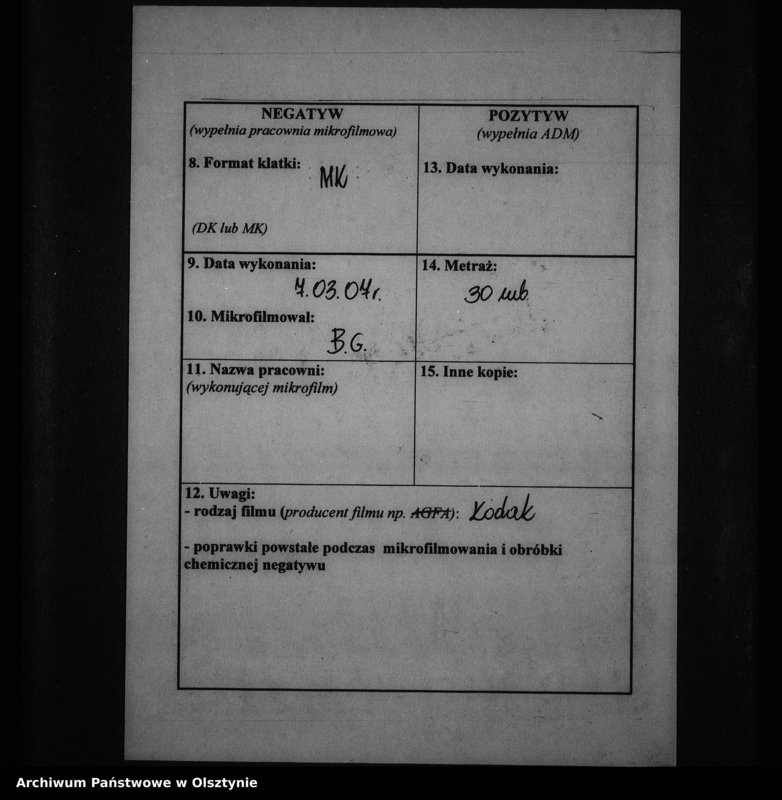 NEGATYW
(wypełnia pracownia mikrofilmowa)
8. Format klatki:
MK
(DK lub MK)
POZYTYW
(wypełnia ADM)
13. Data wykonania:
9. Data wykonania:
7.03.07r.
10. Mikrofilmował:
B.G.
14. Metraż:
30 mb
11. Nazwa pracowni:
(wykonującej mikrofilm)
15. Inne kopie:
12. Uwagi:
- rodzaj filmu (producent filmu np. AGFA): Kodak
- poprawki powstałe podczas mikrofilmowania i obróbki
chemicznej negatywu
Archiwum Państwowe w Olsztynie